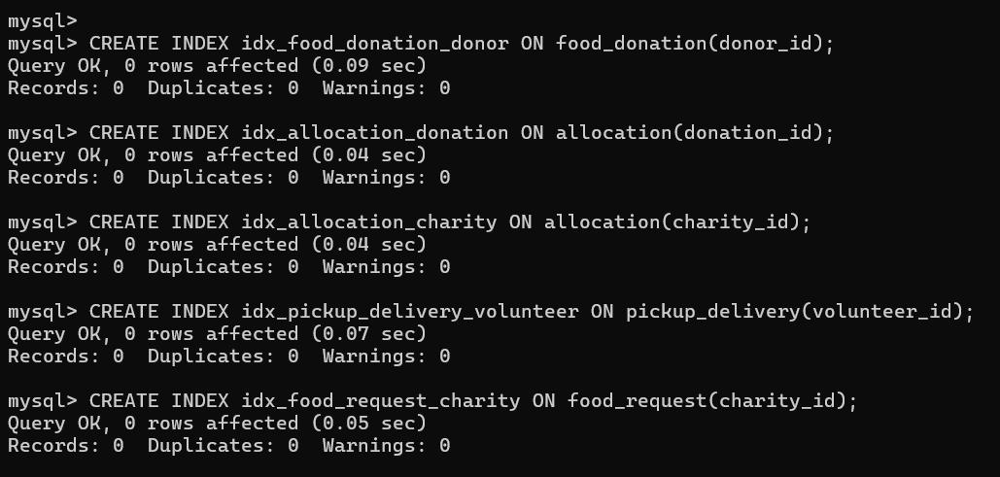 mysql>
mysql> CREATE INDEX idx_food_donation_donor ON food_donation(donor_id);
Query OK, 0 rows affected (0.09 sec)
Records: 0  Duplicates: 0  Warnings: 0

mysql> CREATE INDEX idx_allocation_donation ON allocation(donation_id);
Query OK, 0 rows affected (0.04 sec)
Records: 0  Duplicates: 0  Warnings: 0

mysql> CREATE INDEX idx_allocation_charity ON allocation(charity_id);
Query OK, 0 rows affected (0.04 sec)
Records: 0  Duplicates: 0  Warnings: 0

mysql> CREATE INDEX idx_pickup_delivery_volunteer ON pickup_delivery(volunteer_id);
Query OK, 0 rows affected (0.07 sec)
Records: 0  Duplicates: 0  Warnings: 0

mysql> CREATE INDEX idx_food_request_charity ON food_request(charity_id);
Query OK, 0 rows affected (0.05 sec)
Records: 0  Duplicates: 0  Warnings: 0